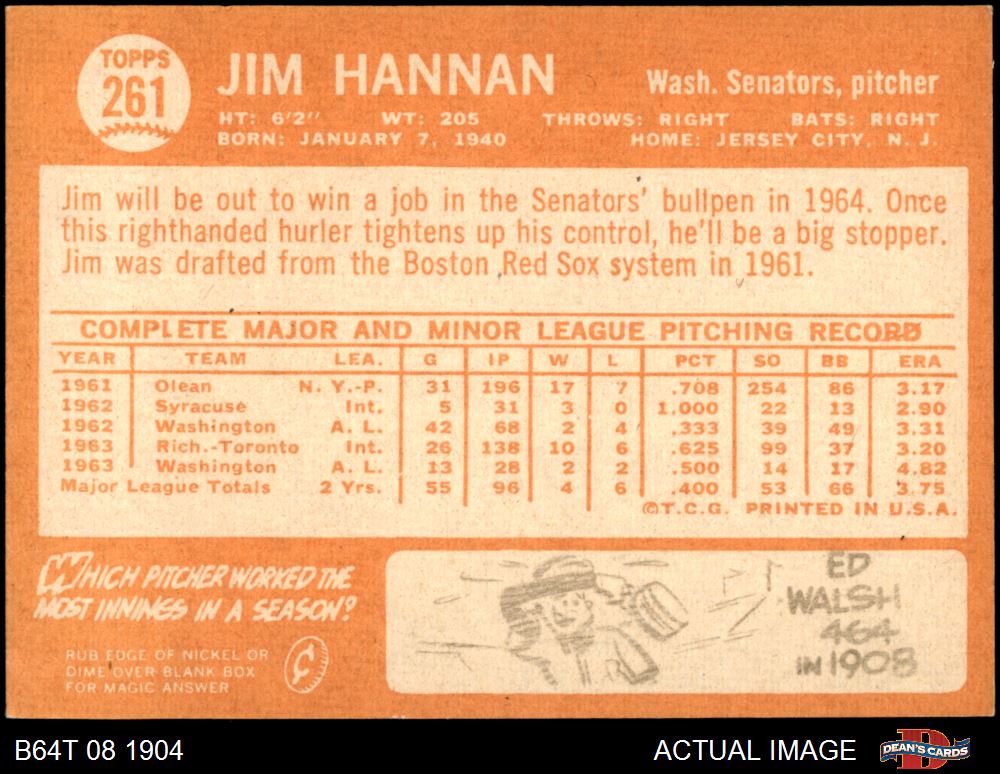 TOPPS
261
JIM HANNAN
Wash. Senators, pitcher
HT: 6'2" WT: 205 THROWS: RIGHT BATS: RIGHT
BORN: JANUARY 7, 1940 HOME: JERSEY CITY, N. J.
Jim will be out to win a job in the Senators' bullpen in 1964. Once
this righthanded hurler tightens up his control, he'll be a big stopper.
Jim was drafted from the Boston Red Sox system in 1961.
COMPLETE MAJOR AND MINOR LEAGUE PITCHING RECORD
YEAR TEAM LEA. G IP W L PCT SO BB ERA
1961 Olean N. Y.-P. 31 196 17 7 .708 254 86 3.17
1962 Syracuse Int. 5 31 3 0 1.000 22 13 2.90
1962 Washington A. L. 42 68 2 4 .333 39 49 3.31
1963 Rich.-Toronto Int. 26 138 10 6 .625 99 37 3.20
1963 Washington A. L. 13 28 2 2 .500 14 17 4.82
Major League Totals 2 Yrs. 55 96 4 6 .400 53 66 3.75
©T.C.G. PRINTED IN U.S.A.
WHICH PITCHER WORKED THE
MOST INNINGS IN A SEASON?
RUB EDGE OF NICKEL OR
DIME OVER BLANK BOX
FOR MAGIC ANSWER
¢
ED
WALSH
464
IN 1908
B64T 08 1904
ACTUAL IMAGE
DEAN'S CARDS